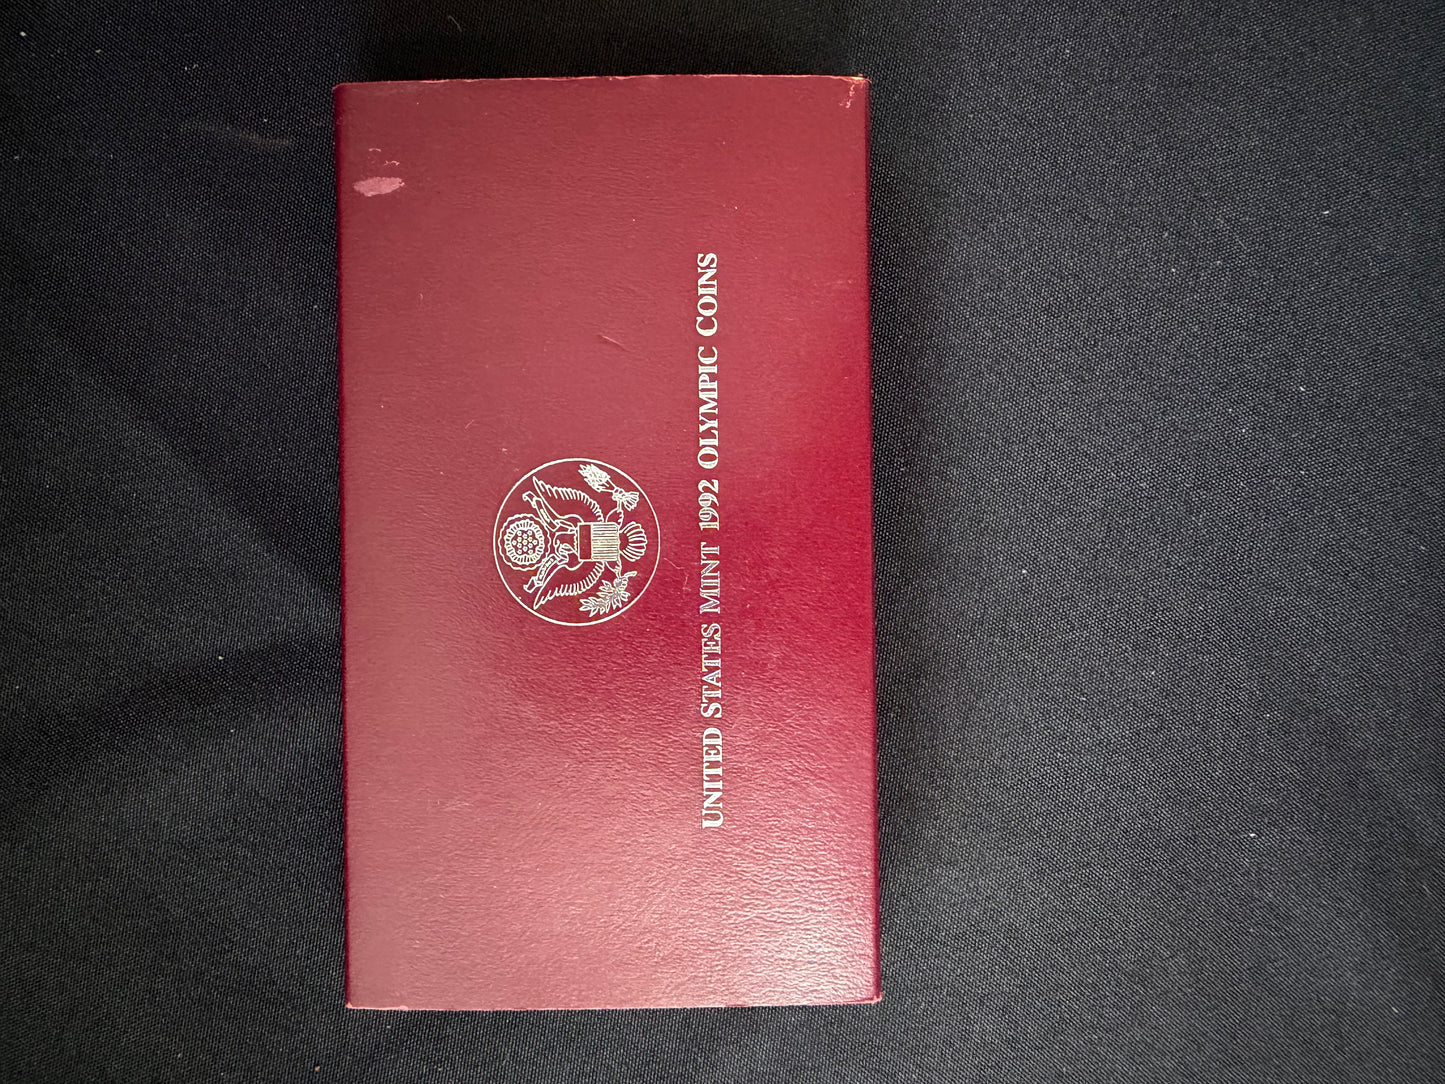 UNITED STATES MINT 1992 OLYMPIC COINS